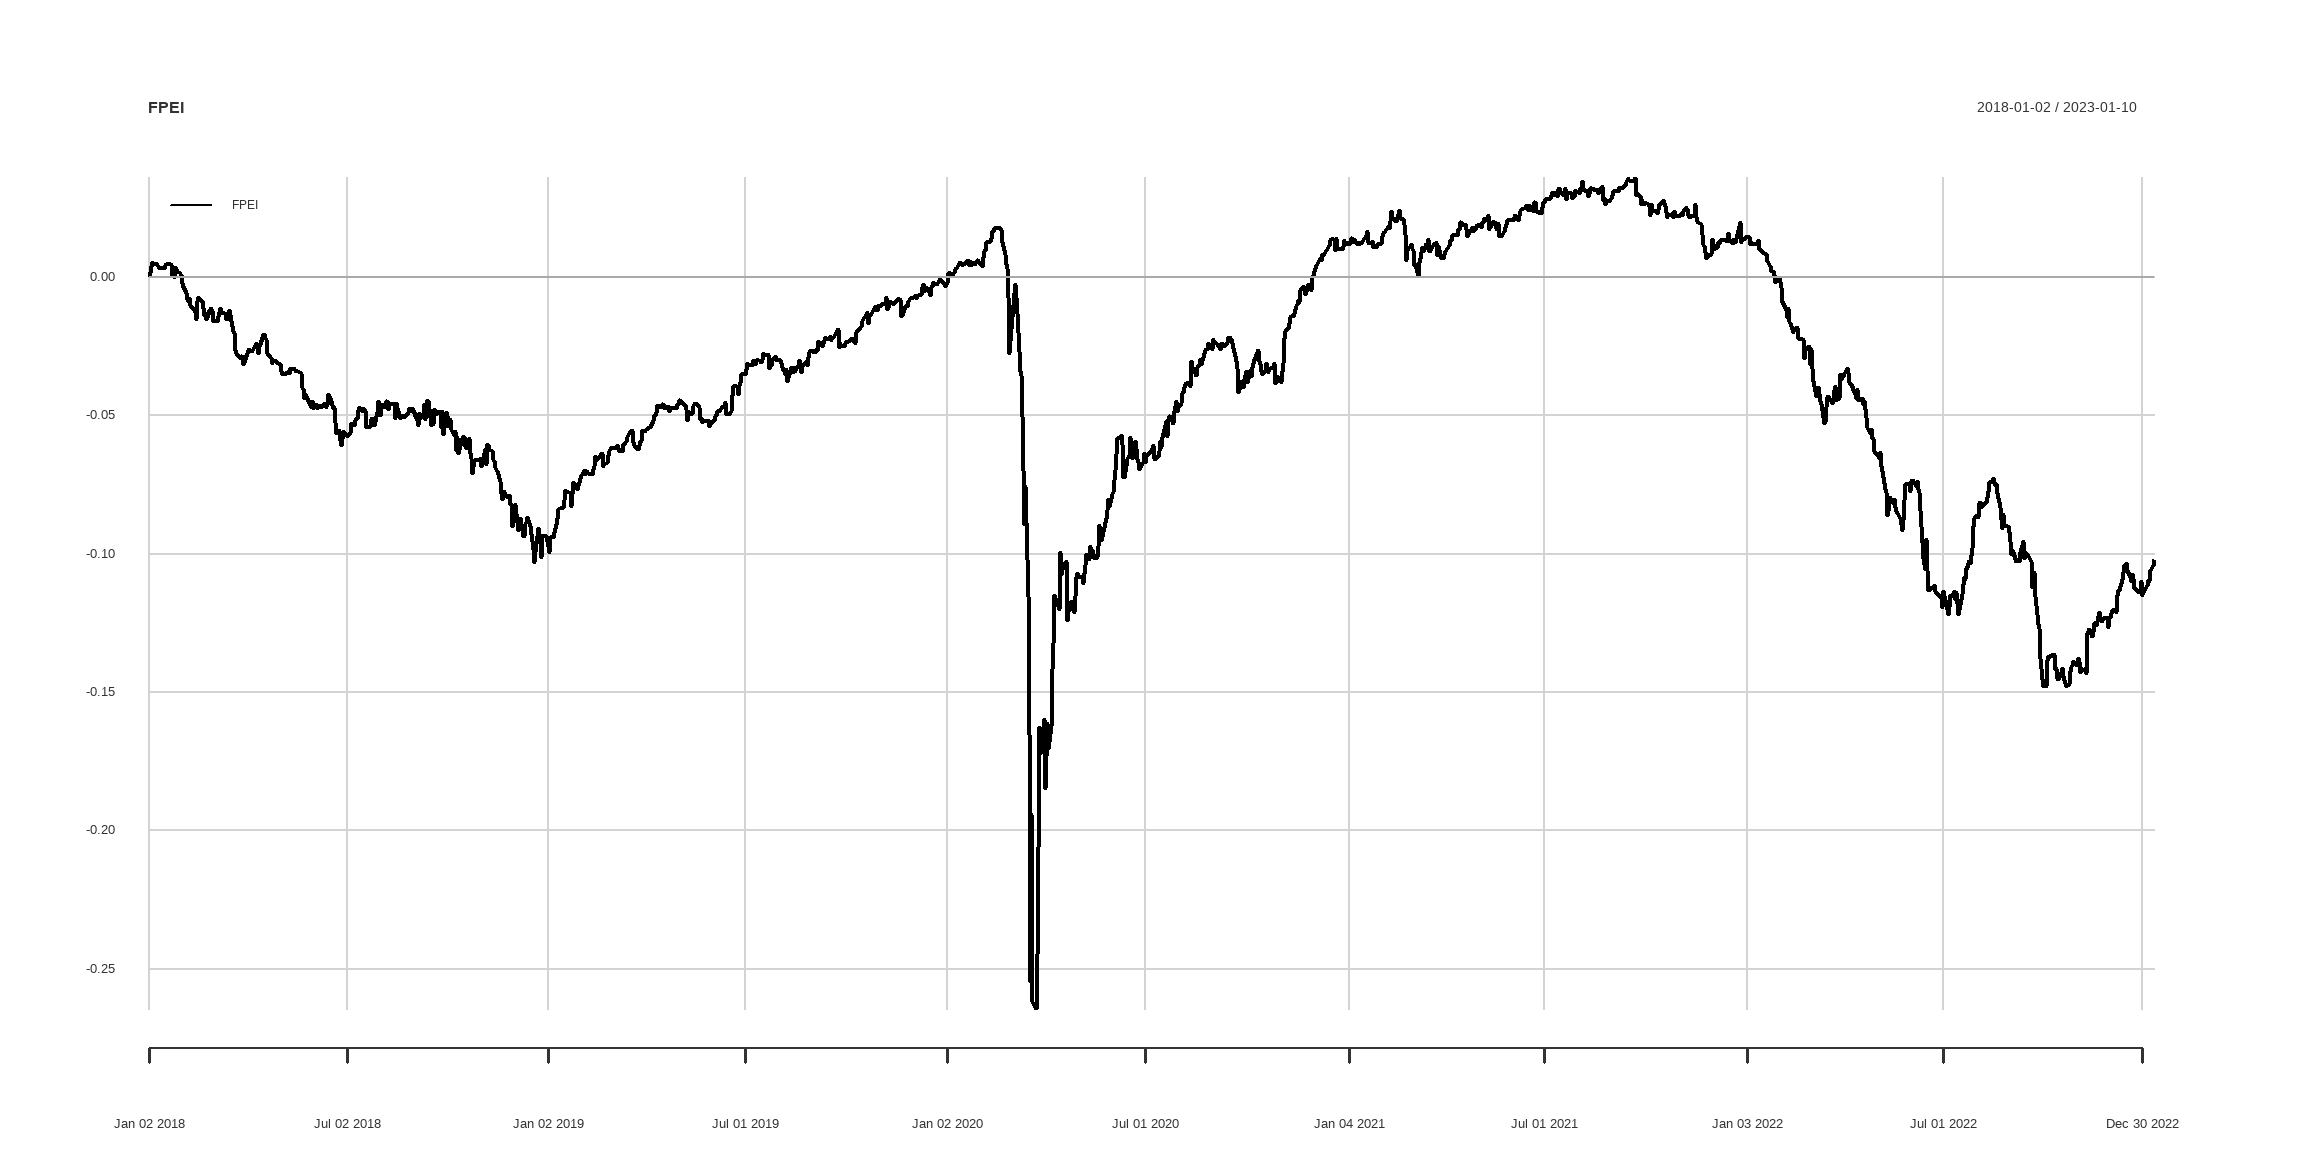 FPEI
2018-01-02 / 2023-01-10
FPEI
0.00
-0.05
-0.10
-0.15
-0.20
-0.25
Jan 02 2018
Jul 02 2018
Jan 02 2019
Jul 01 2019
Jan 02 2020
Jul 01 2020
Jan 04 2021
Jul 01 2021
Jan 03 2022
Jul 01 2022
Dec 30 2022